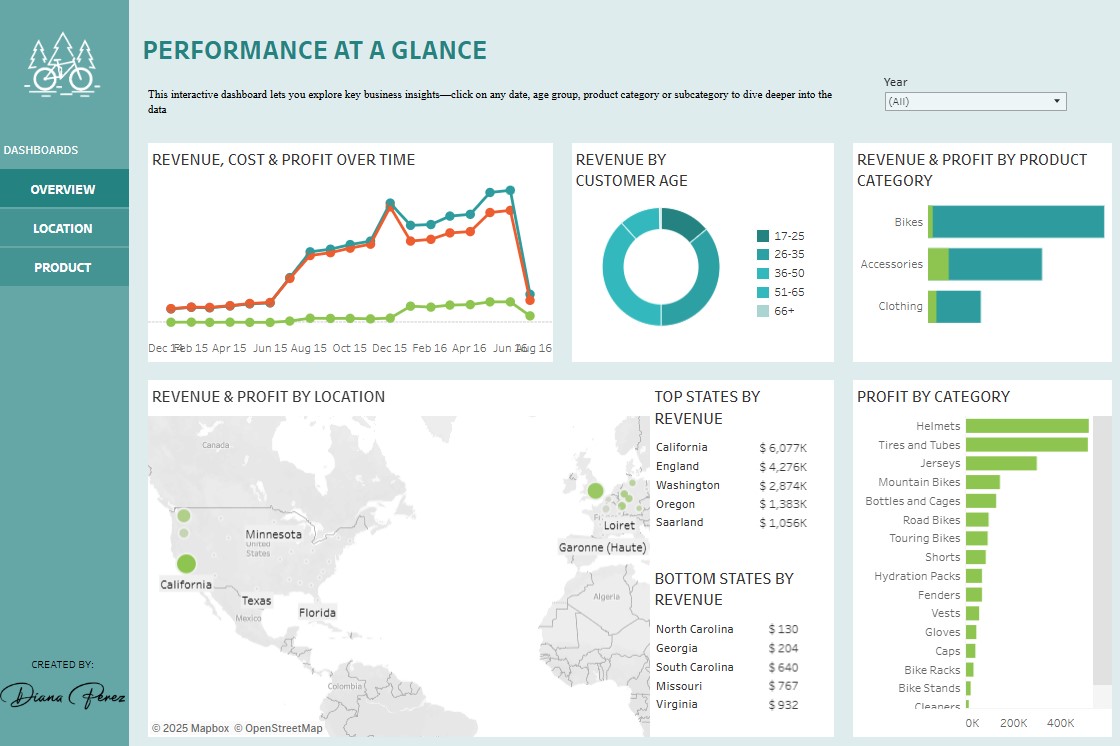 PERFORMANCE AT A GLANCE
This interactive dashboard lets you explore key business insights—click on any date, age group, product category or subcategory to dive deeper into the
data
Year
(All)
DASHBOARDS
OVERVIEW
LOCATION
PRODUCT
CREATED BY:
Diana Perez
REVENUE, COST & PROFIT OVER TIME
Feb 15 Apr 15 Jun 15 Aug 15 Oct 15 Dec 15 Feb 16 Apr 16 Aug 16
REVENUE BY
CUSTOMER AGE
17-25
26-35
36-50
51-65
66+
REVENUE & PROFIT BY PRODUCT
CATEGORY
Bikes
Accessories
Clothing
REVENUE & PROFIT BY LOCATION
Canada
Minnesota
United
States
California
Texas
Florida
Mexico
Colombia
Loiret
Garonne (Haute)
Algeria
© 2025 Mapbox © OpenStreetMap
TOP STATES BY
REVENUE
California $ 6,077K
England $ 4,276K
Washington $ 2,874K
Oregon $ 1,383K
Saarland $ 1,056K
BOTTOM STATES BY
REVENUE
North Carolina $ 130
Georgia $ 204
South Carolina $ 640
Missouri $ 767
Virginia $ 932
PROFIT BY CATEGORY
Helmets
Tires and Tubes
Jerseys
Mountain Bikes
Bottles and Cages
Road Bikes
Touring Bikes
Shorts
Hydration Packs
Fenders
Vests
Gloves
Caps
Bike Racks
Bike Stands
Cleaners
0K 200K 400K